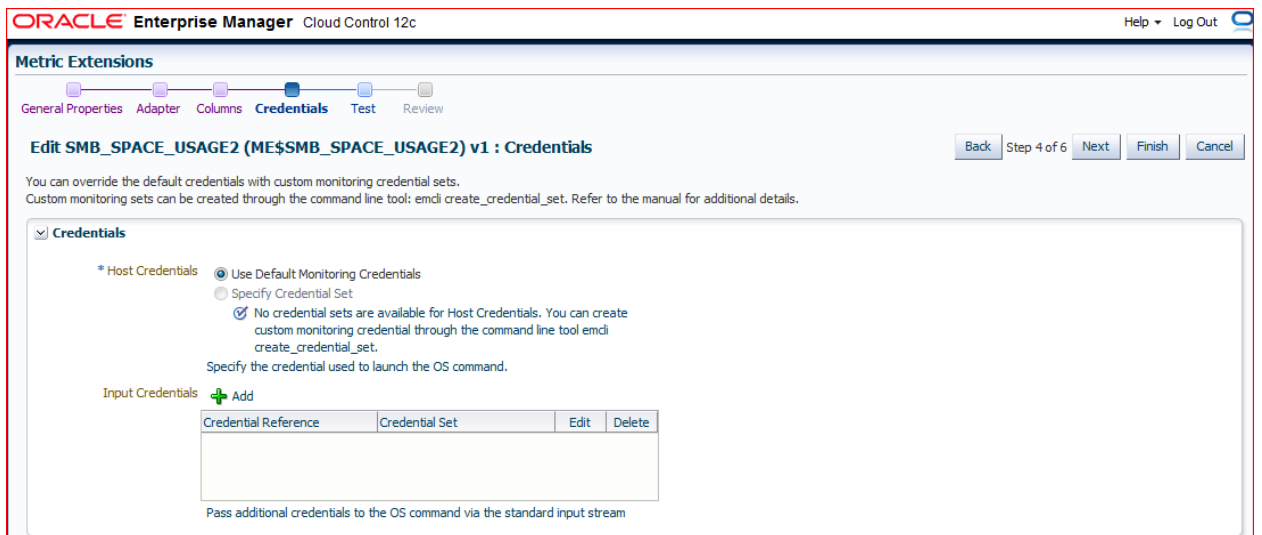 ORACLE Enterprise Manager Cloud Control 12c
Help Log Out
Metric Extensions
General Properties Adapter Columns Credentials Test Review
Edit SMB_SPACE_USAGE2 (ME$SMB_SPACE_USAGE2) v1 : Credentials
Back Step 4 of 6 Next Finish Cancel
You can override the default credentials with custom monitoring credential sets.
Custom monitoring sets can be created through the command line tool: emcli create_credential_set. Refer to the manual for additional details.
Credentials
* Host Credentials Use Default Monitoring Credentials
Specify Credential Set
No credential sets are available for Host Credentials. You can create
custom monitoring credential through the command line tool emcli
create_credential_set.
Specify the credential used to launch the OS command.
Input Credentials Add
Credential Reference Credential Set Edit Delete
Pass additional credentials to the OS command via the standard input stream